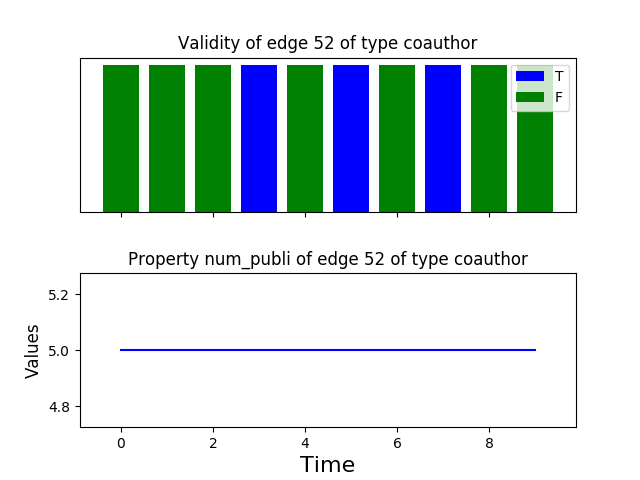 Validity of edge 52 of type coauthor
T
F
Property num_publi of edge 52 of type coauthor
5.2
5.0
4.8
Values
0 2 4 6 8
Time